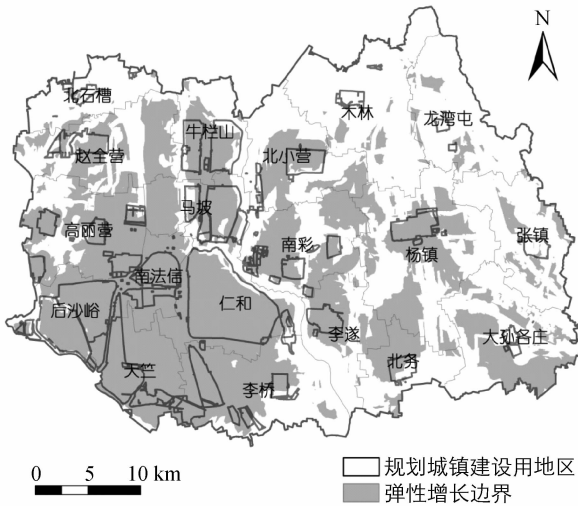 N
北石槽
木林
龙湾屯
牛栏山
赵全营
北小营
马坡
高丽营
南彩
杨镇
张镇
南法信
后沙峪
仁和
李遂
大孙各庄
天竺
北务
李桥
0 5 10 km
规划城镇建设用地区
弹性增长边界